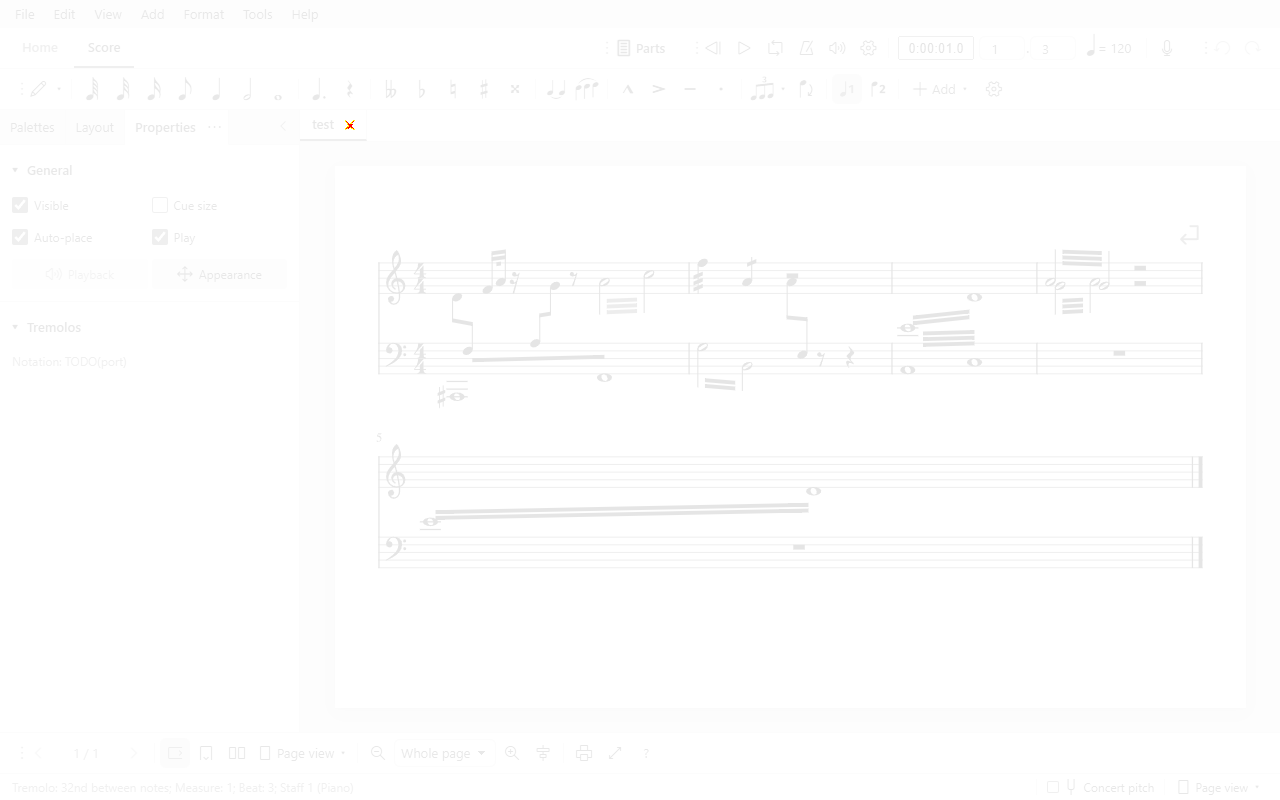 File Edit View Add Format Tools Help
Home Score Parts 0:00:01.0 1 . 3 = 120
3 1 2 Add
Palettes Layout Properties test
General
Visible Cue size
Auto-place Play
Playback Appearance
Tremolos
Notation: TODO(port)
5
1 / 1 Page view Whole page ?
Tremolo: 32nd between notes; Measure: 1; Beat: 3; Staff 1 (Piano) Concert pitch Page view